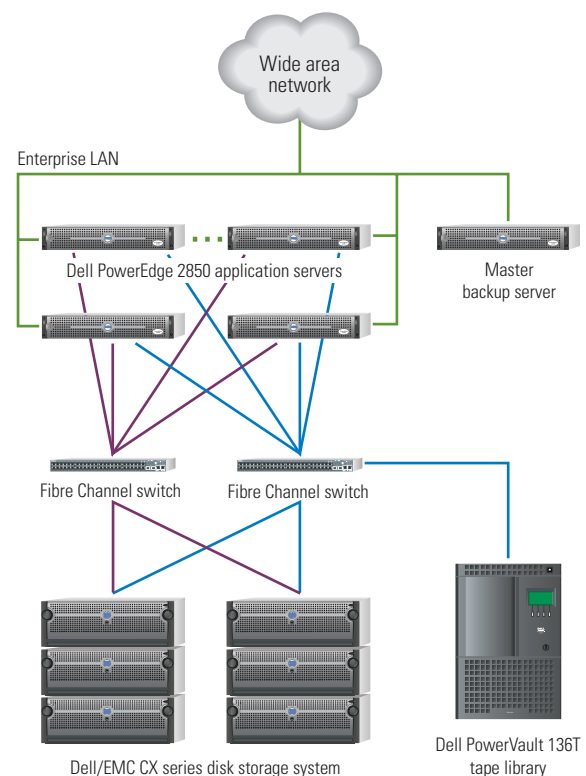 Wide area
network
Enterprise LAN
Dell PowerEdge 2850 application servers
Master
backup server
Fibre Channel switch
Fibre Channel switch
Dell/EMC CX series disk storage system
Dell PowerVault 136T
tape library